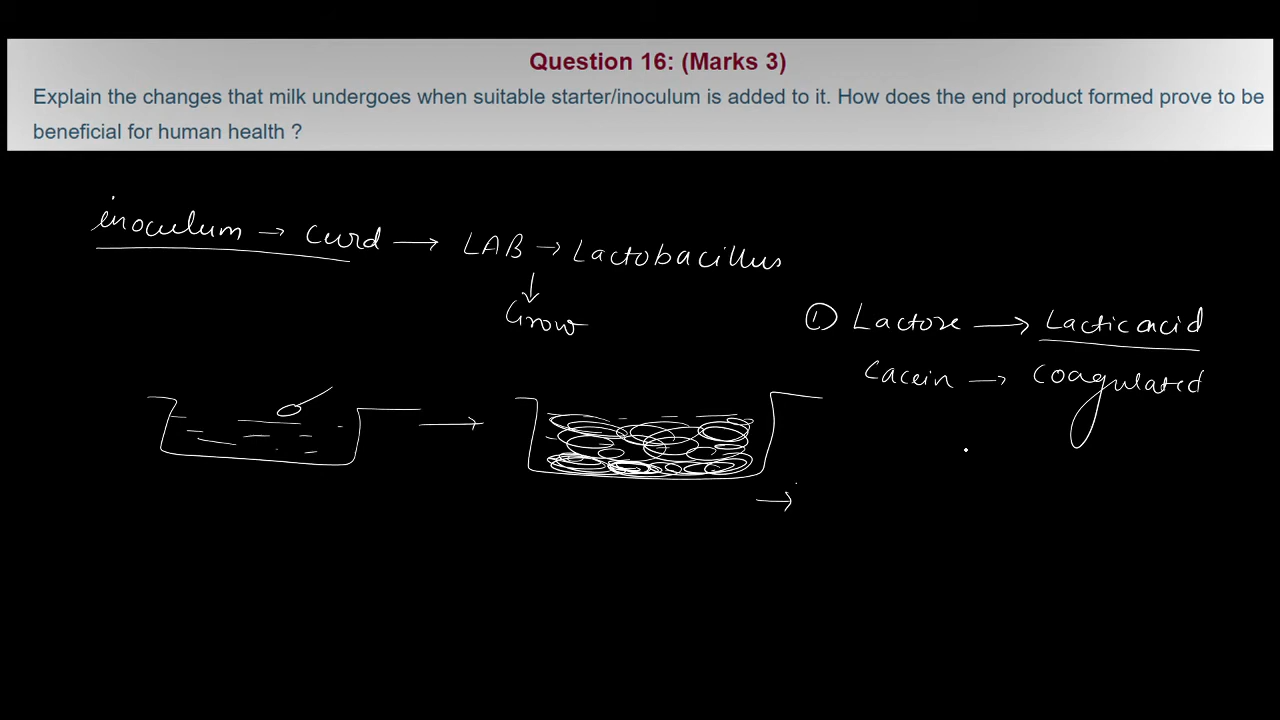 Question 16: (Marks 3)
Explain the changes that milk undergoes when suitable starter/inoculum is added to it. How does the end product formed prove to be
beneficial for human health ?
inoculum → Curd → LAB → Lactobacillus
↓
Grow
① Lactose → Lactic acid
Cacein → Coagulated